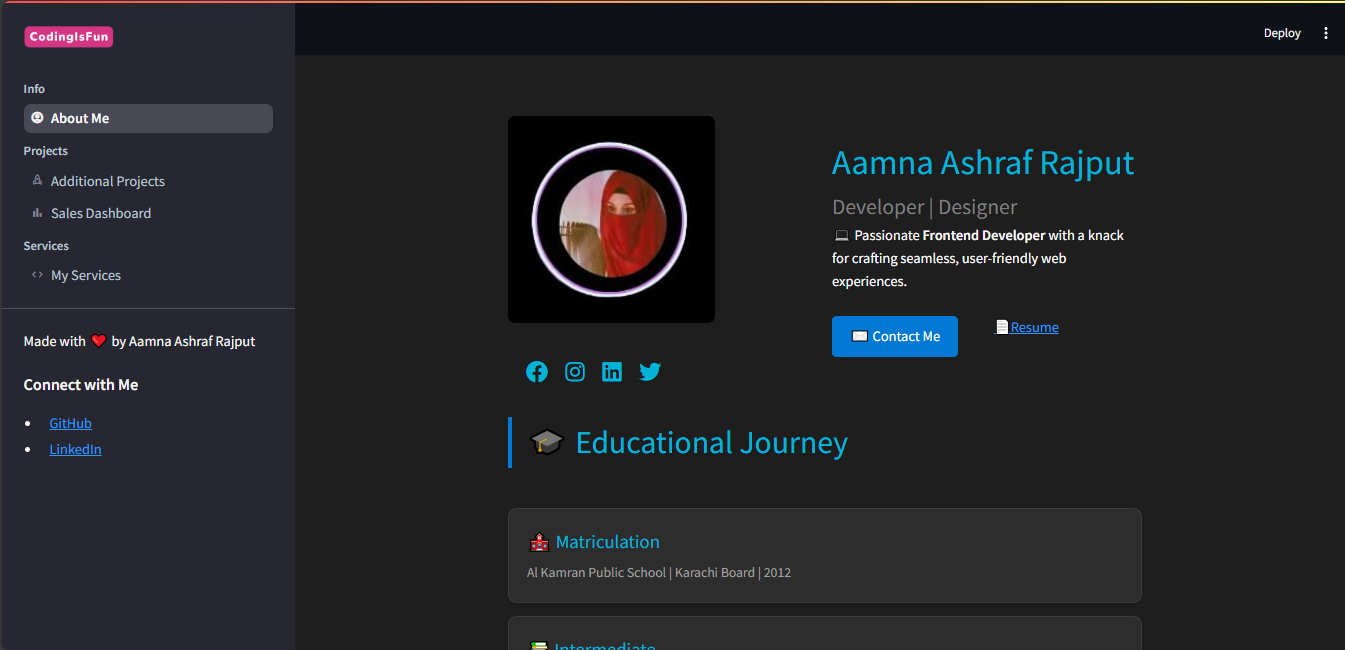 CodingIsFun
Deploy
Info
About Me
Projects
Additional Projects
Sales Dashboard
Services
My Services
Made with ❤️ by Aamna Ashraf Rajput
Connect with Me
GitHub
LinkedIn
Aamna Ashraf Rajput
Developer | Designer
💻 Passionate Frontend Developer with a knack
for crafting seamless, user-friendly web
experiences.
✉️ Contact Me
📄 Resume
🎓 Educational Journey
🏫 Matriculation
Al Kamran Public School | Karachi Board | 2012
📚 Intermediate